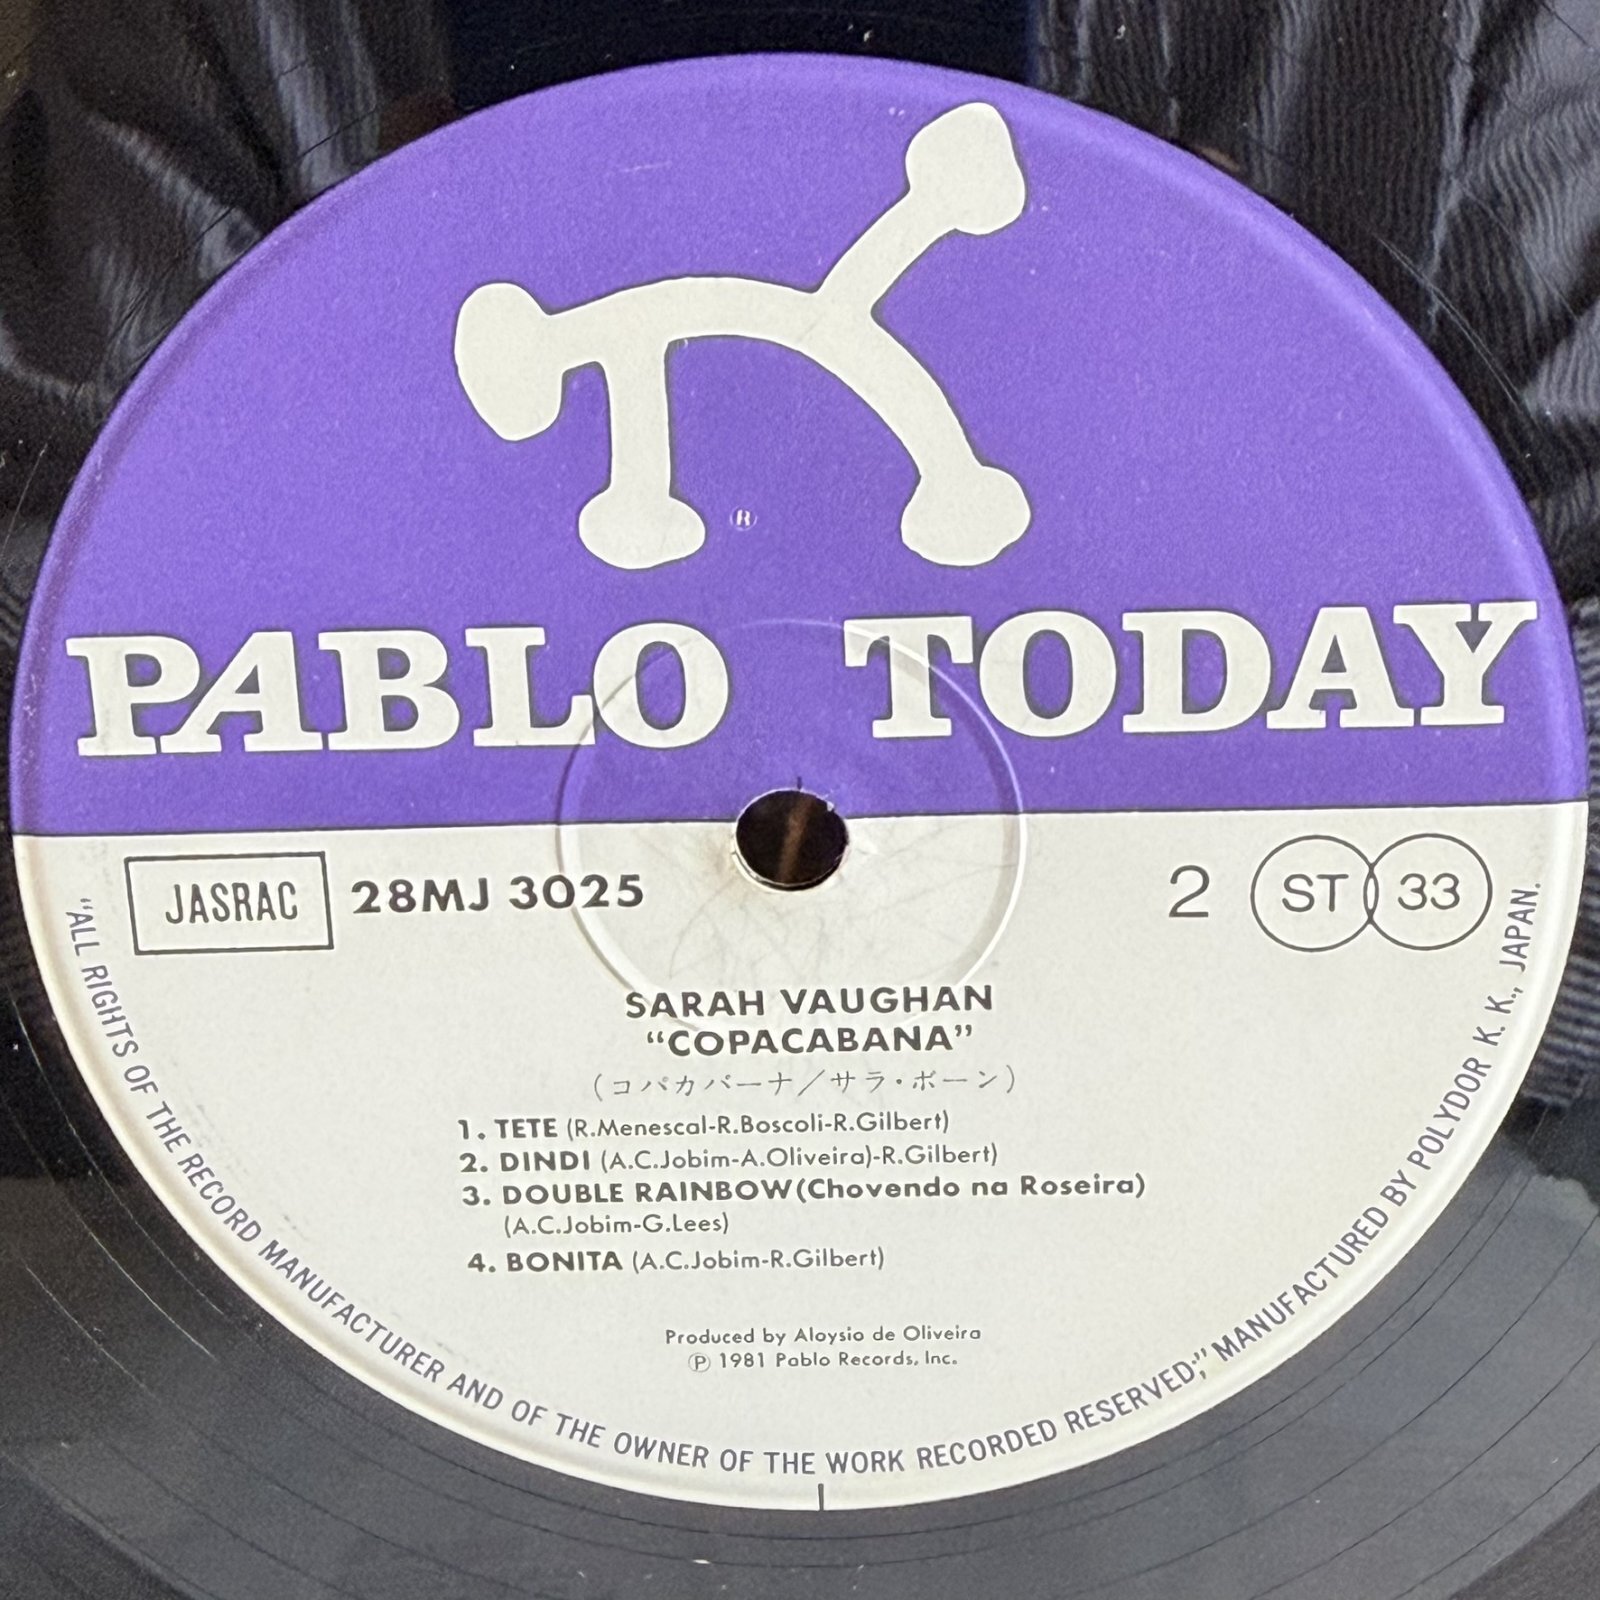 ®
PABLO TODAY
JASRAC 28MJ 3025 2 ST 33
SARAH VAUGHAN
“COPACABANA”
(コパカバーナ／サラ・ボーン)
1. TETE (R.Menescal-R.Boscoli-R.Gilbert)
2. DINDI (A.C.Jobim-A.Oliveira)-R.Gilbert)
3. DOUBLE RAINBOW(Chovendo na Roseira)
(A.C.Jobim-G.Lees)
4. BONITA (A.C.Jobim-R.Gilbert)
Produced by Aloysio de Oliveira
℗ 1981 Pablo Records, Inc.
“ALL RIGHTS OF THE RECORD MANUFACTURER AND OF THE OWNER OF THE WORK RECORDED RESERVED;” MANUFACTURED BY POLYDOR K. K., JAPAN.